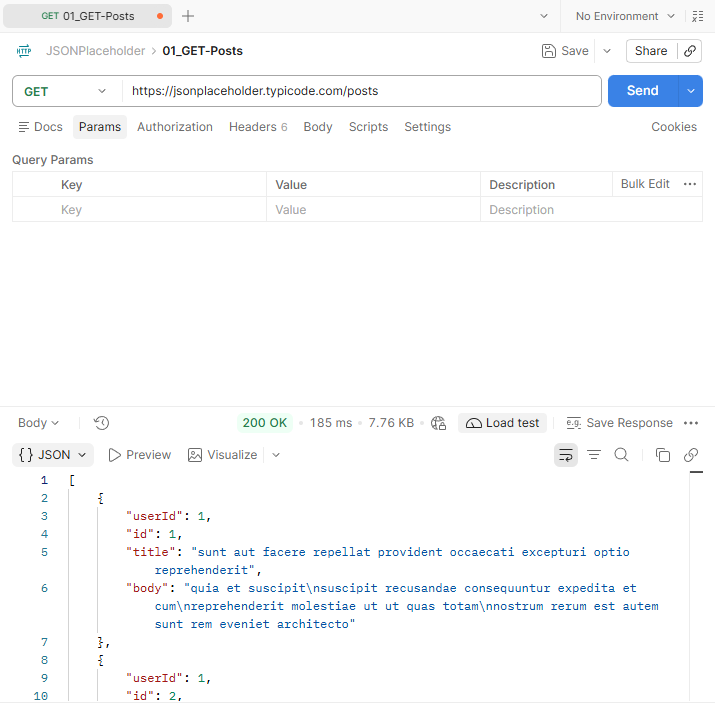 GET 01_GET-Posts
No Environment
HTTP JSONPlaceholder > 01_GET-Posts
Save
Share
GET
https://jsonplaceholder.typicode.com/posts
Send
Docs Params Authorization Headers 6 Body Scripts Settings Cookies
Query Params
Key Value Description Bulk Edit
Key Value Description
Body 200 OK • 185 ms • 7.76 KB • Load test e.g. Save Response
{} JSON Preview Visualize
1 [
2 {
3 "userId": 1,
4 "id": 1,
5 "title": "sunt aut facere repellat provident occaecati excepturi optio
reprehenderit",
6 "body": "quia et suscipit\nsuscipit recusandae consequuntur expedita et
cum\nreprehenderit molestiae ut ut quas totam\nnostrum rerum est autem
sunt rem eveniet architecto"
7 },
8 {
9 "userId": 1,
10 "id": 2,